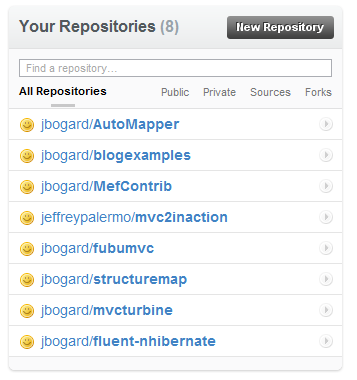 Your Repositories (8) New Repository
Find a repository...
All Repositories Public Private Sources Forks
jbogard/AutoMapper
jbogard/blogexamples
jbogard/MefContrib
jeffreypalermo/mvc2inaction
jbogard/fubumvc
jbogard/structuremap
jbogard/mvcturbine
jbogard/fluent-nhibernate